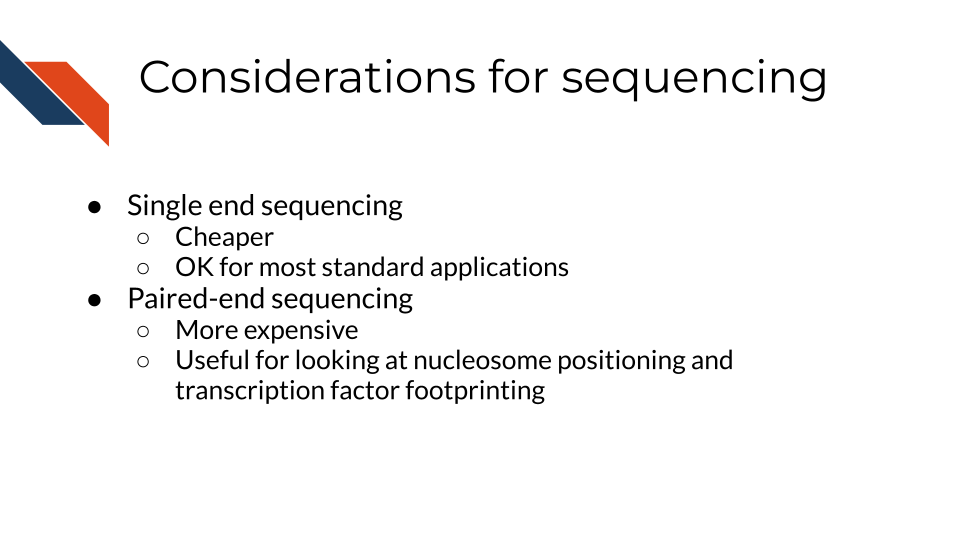 Considerations for sequencing
● Single end sequencing
○ Cheaper
○ OK for most standard applications
● Paired-end sequencing
○ More expensive
○ Useful for looking at nucleosome positioning and
transcription factor footprinting